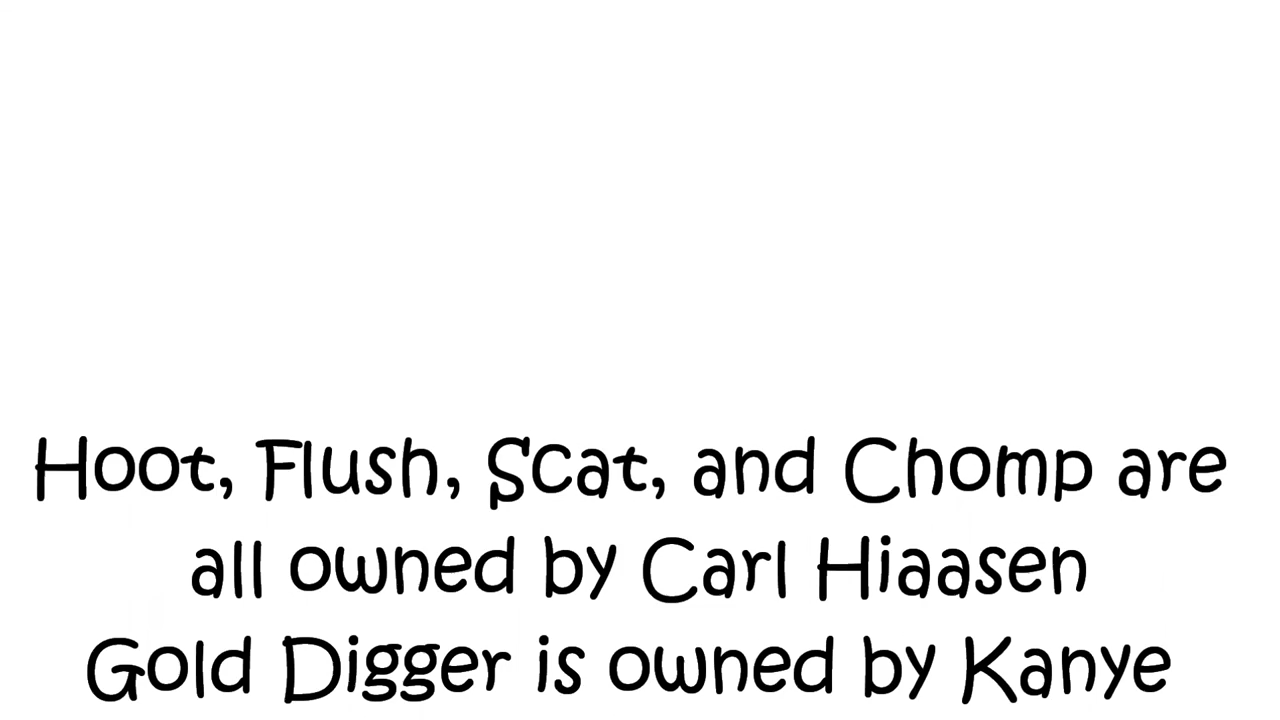 Hoot, Flush, Scat, and Chomp are
all owned by Carl Hiaasen
Gold Digger is owned by Kanye